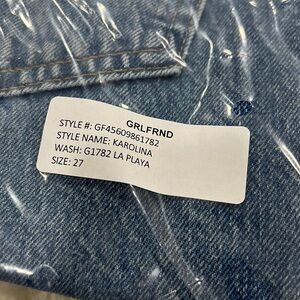 GRLFRND
STYLE #: GF45609861782
STYLE NAME: KAROLINA
WASH: G1782 LA PLAYA
SIZE: 27